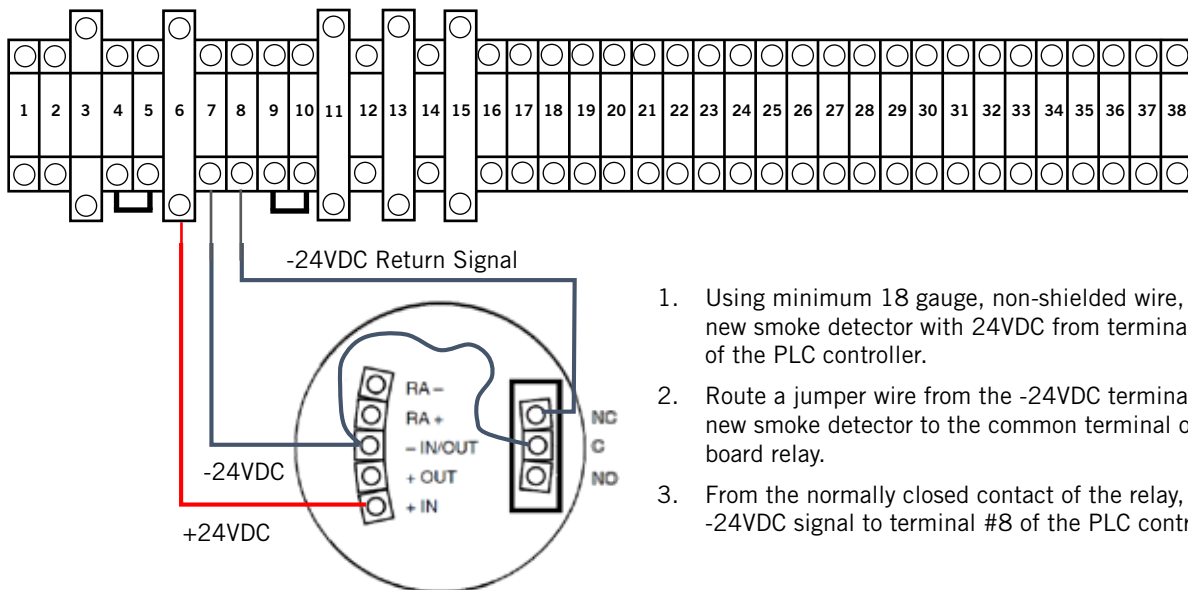 1 2 3 4 5 6 7 8 9 10 11 12 13 14 15 16 17 18 19 20 21 22 23 24 25 26 27 28 29 30 31 32 33 34 35 36 37 38
-24VDC Return Signal
RA –
RA +
– IN/OUT
+ OUT
+ IN
NC
C
NO
-24VDC
+24VDC
1. Using minimum 18 gauge, non-shielded wire,
new smoke detector with 24VDC from
of the PLC controller.
2. Route a jumper wire from the -24VDC
new smoke detector to the common terminal
board relay.
3. From the normally closed contact of the relay,
-24VDC signal to terminal #8 of the PLC